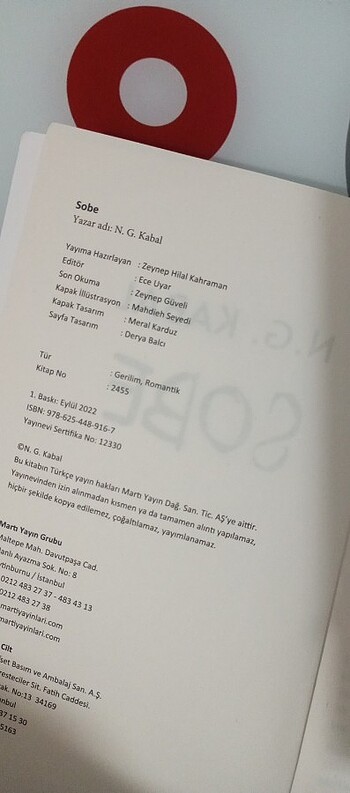 Sobe
Yazar adı: N. G. Kabal
Yayıma Hazırlayan : Zeynep Hilal Kahraman
Editör : Ece Uyar
Son Okuma : Zeynep Güveli
Kapak İllüstrasyon : Mahdieh Seyedi
Kapak Tasarım : Meral Karduz
Sayfa Tasarım : Derya Balcı
Tür : Gerilim, Romantik
Kitap No : 2455
1. Baskı: Eylül 2022
ISBN: 978-625-448-916-7
Yayınevi Sertifika No: 12330
©N. G. Kabal
Bu kitabın Türkçe yayın hakları Martı Yayın Dağ. San. Tic. AŞ'ye aittir.
Yayınevinden izin alınmadan kısmen ya da tamamen alıntı yapılamaz,
hiçbir şekilde kopya edilemez, çoğaltılamaz, yayımlanamaz.
Martı Yayın Grubu
Maltepe Mah. Davutpaşa Cad.
Ayazma Sok. No: 8
/ İstanbul
0212 483 27 37 - 483 43 13
0212 483 27 38
martiyayinlari.com
martiyayinlari.com
Cilt
Basım ve Ambalaj San. A.Ş.
Sit. Fatih Caddesi.
No:13 34169
37 15 30
5163